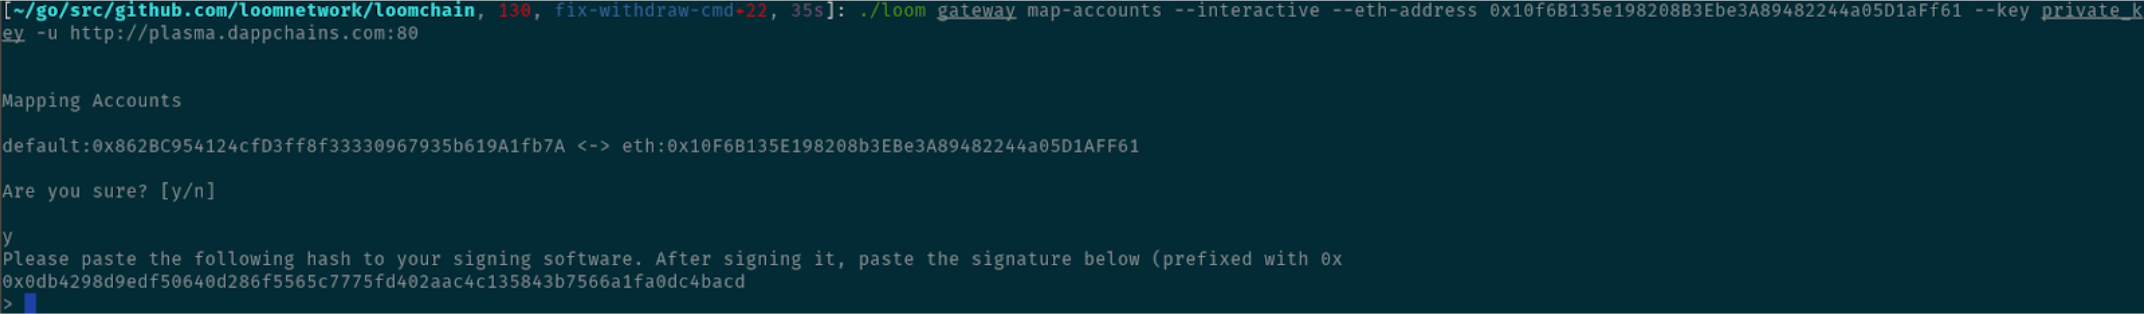 [~/go/src/github.com/loomnetwork/loomchain, 130, fix-withdraw-cmd+22, 35s]: ./loom gateway map-accounts --interactive --eth-address 0x10f6B135e198208B3Ebe3A89482244a05D1aFf61 --key private_k
ey -u http://plasma.dappchains.com:80
Mapping Accounts
default:0x862BC954124cfD3ff8f33330967935b619A1fb7A <-> eth:0x10F6B135E198208b3EBe3A89482244a05D1AFF61
Are you sure? [y/n]
y
Please paste the following hash to your signing software. After signing it, paste the signature below (prefixed with 0x
0x0db4298d9edf50640d286f5565c7775fd402aac4c135843b7566a1fa0dc4bacd
>